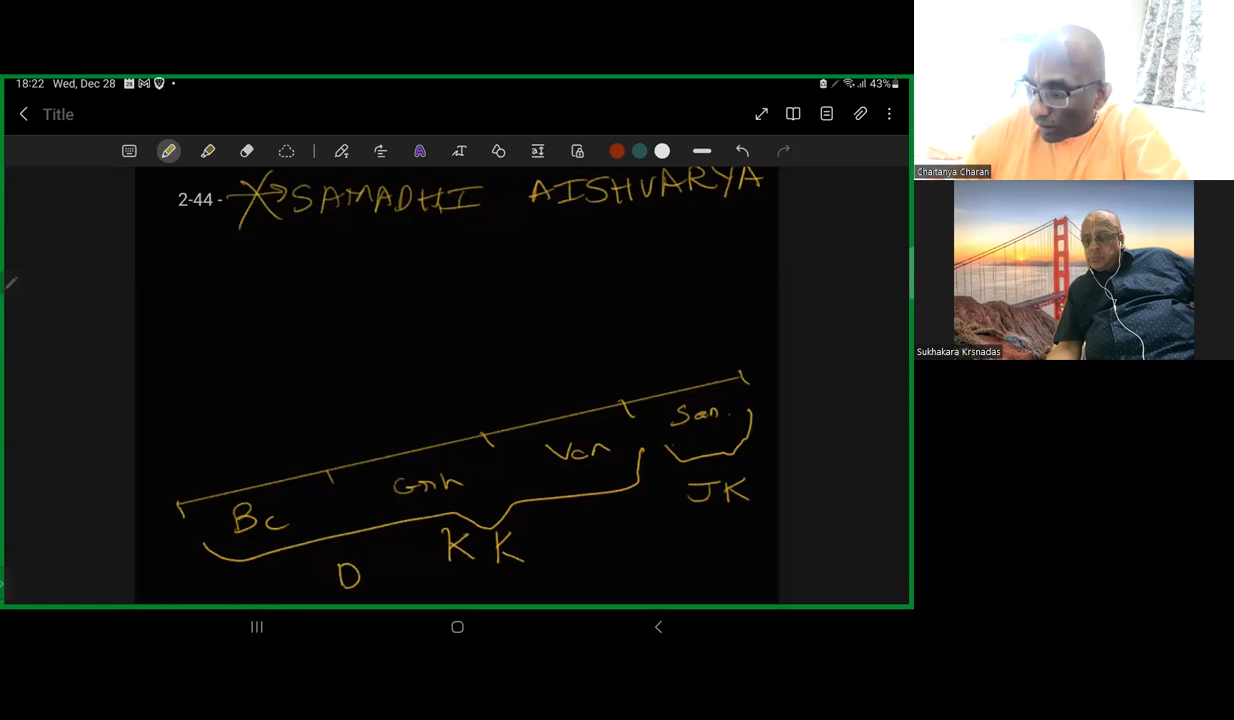 18:22 Wed, Dec 28
43%
Title
2-44 - SAMADHI AISHVARYA
San.
Van
Grh
Bc
JK
KK
D
Chaitanya Charan
Sukhakara Krsnadas